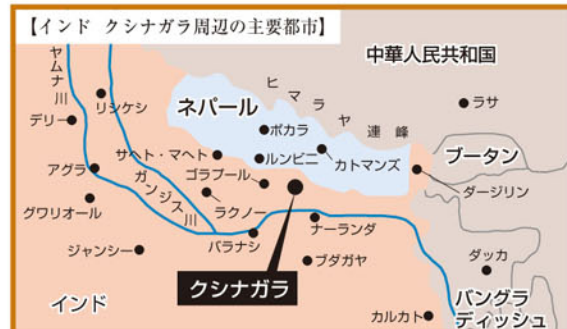 【インド クシナガラ周辺の主要都市】
中華人民共和国
ヤムナ川
リシケシ
デリー
ネパール
ヒマラヤ連峰
ラサ
ポカラ
サヘト・マヘト
ルンビニ
カトマンズ
ブータン
アグラ
ガンジス川
ゴラプール
ダージリン
グワリオール
ラクノー
ナーランダ
ジャンシー
バラナシ
ブダガヤ
ダッカ
クシナガラ
インド
カルカト
バングラ
ディッシュ